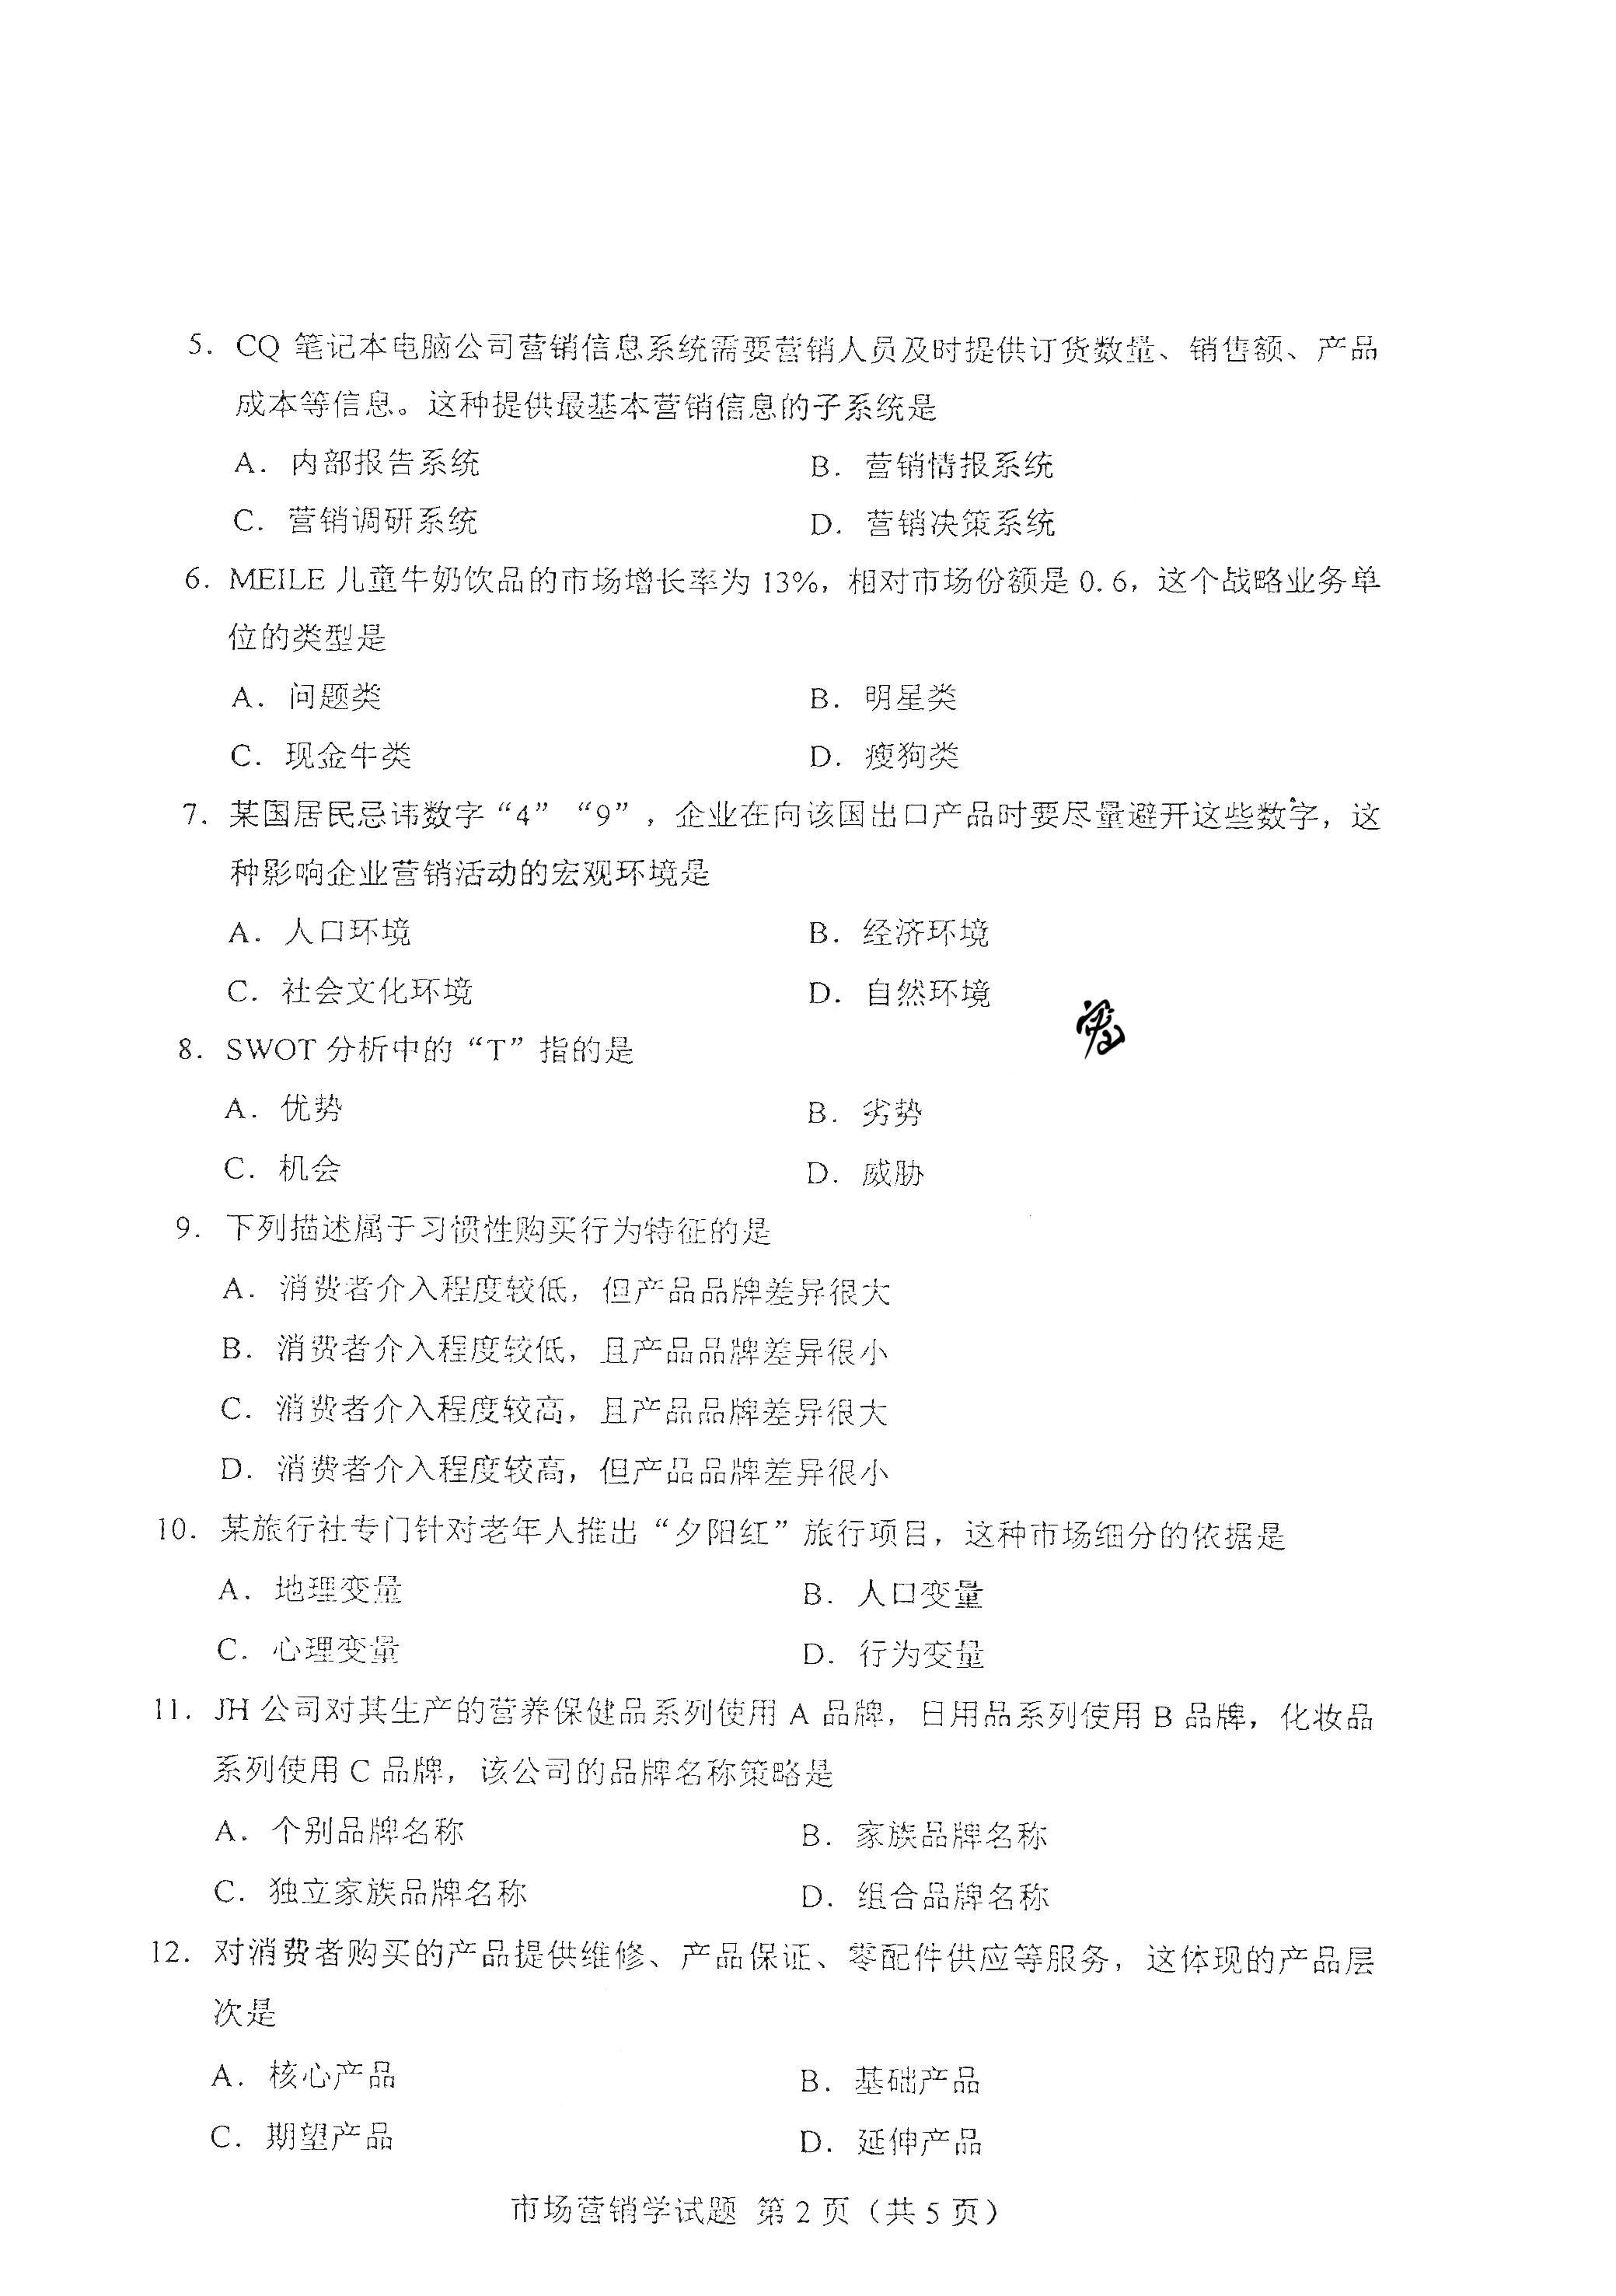 5. CQ 笔记本电脑公司营销信息系统需要营销人员及时提供订货数量、销售额、产品
成本等信息。这种提供最基本营销信息的子系统是
A. 内部报告系统 B. 营销情报系统
C. 营销调研系统 D. 营销决策系统
6. MEILE 儿童牛奶饮品的市场增长率为 13%，相对市场份额是 0.6，这个战略业务单
位的类型是
A. 问题类 B. 明星类
C. 现金牛类 D. 瘦狗类
7. 某国居民忌讳数字“4”“9”，企业在向该国出口产品时要尽量避开这些数字，这
种影响企业营销活动的宏观环境是
A. 人口环境 B. 经济环境
C. 社会文化环境 D. 自然环境
8. SWOT 分析中的“T”指的是
A. 优势 B. 劣势
C. 机会 D. 威胁
9. 下列描述属于习惯性购买行为特征的是
A. 消费者介入程度较低，但产品品牌差异很大
B. 消费者介入程度较低，且产品品牌差异很小
C. 消费者介入程度较高，且产品品牌差异很大
D. 消费者介入程度较高，但产品品牌差异很小
10. 某旅行社专门针对老年人推出“夕阳红”旅行项目，这种市场细分的依据是
A. 地理变量 B. 人口变量
C. 心理变量 D. 行为变量
11. JH 公司对其生产的营养保健品系列使用 A 品牌，日用品系列使用 B 品牌，化妆品
系列使用 C 品牌，该公司的品牌名称策略是
A. 个别品牌名称 B. 家族品牌名称
C. 独立家族品牌名称 D. 组合品牌名称
12. 对消费者购买的产品提供维修、产品保证、零配件供应等服务，这体现的产品层
次是
A. 核心产品 B. 基础产品
C. 期望产品 D. 延伸产品
市场营销学试题 第 2 页（共 5 页）